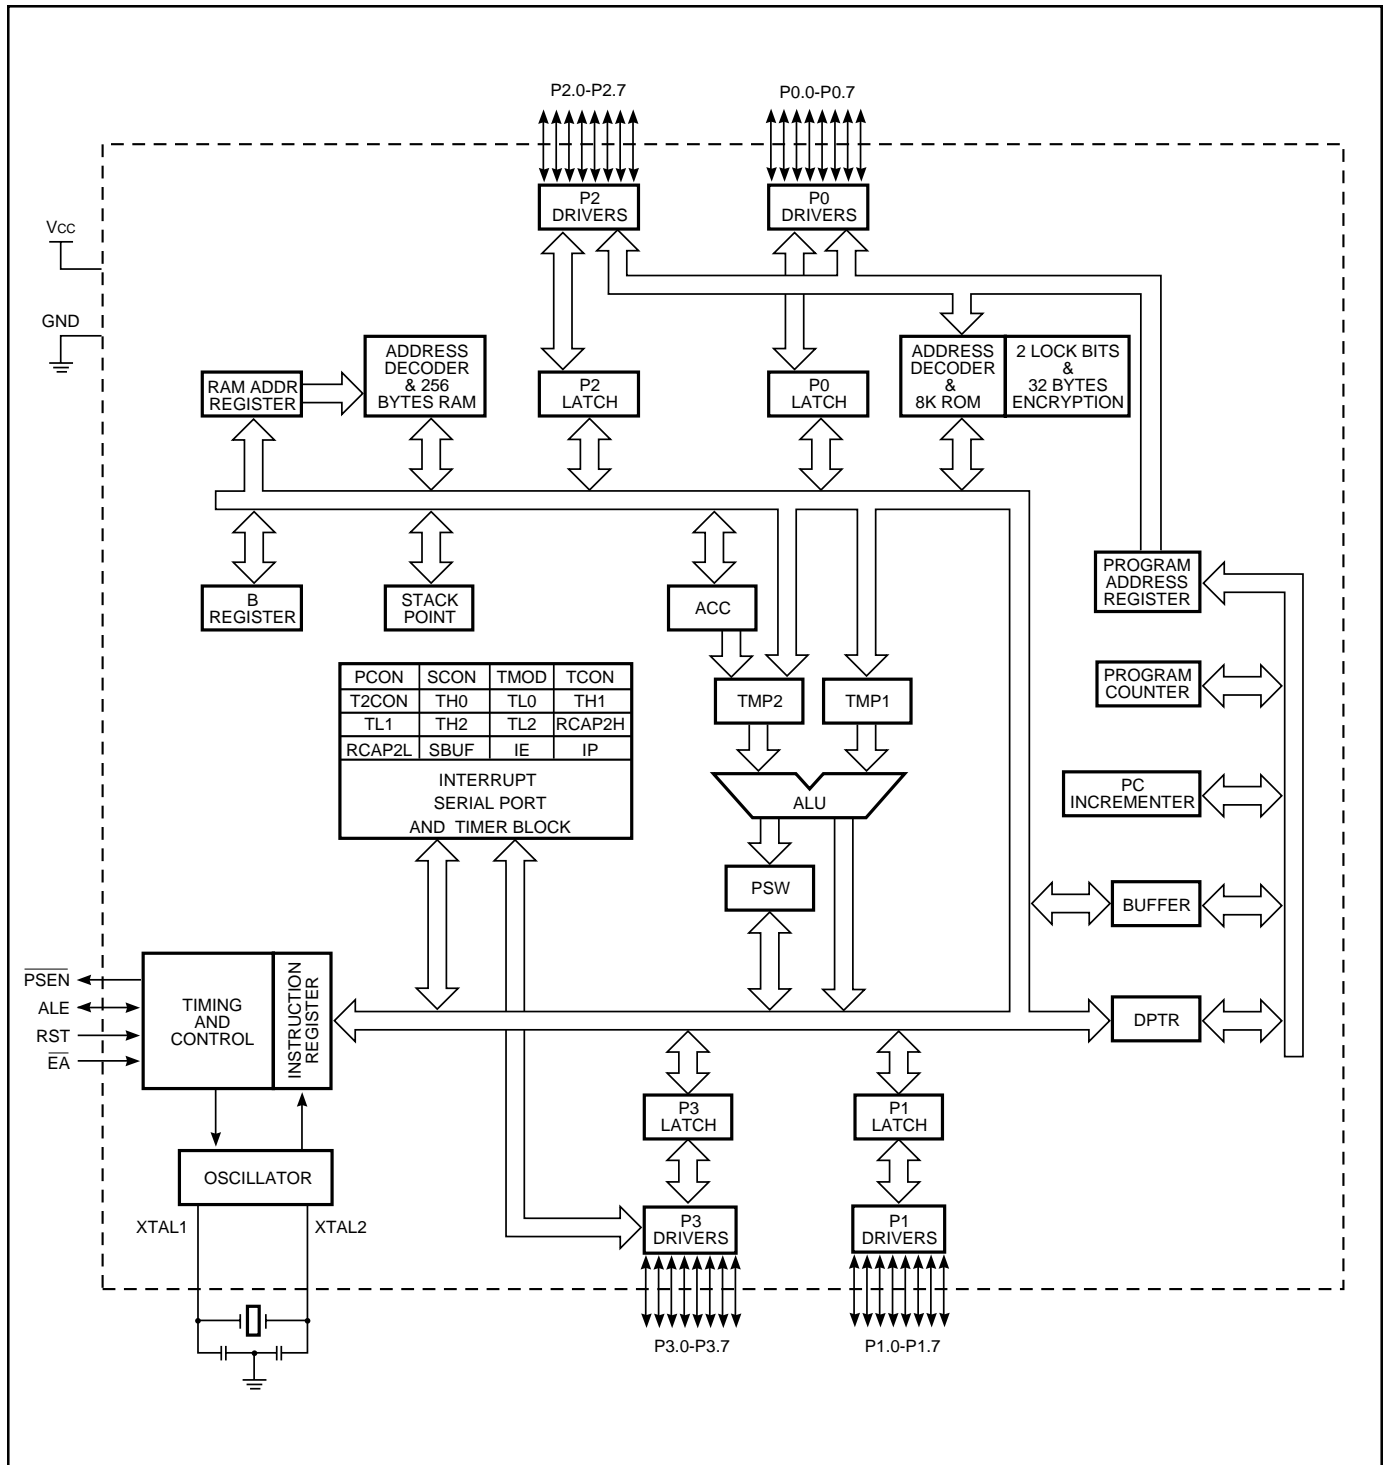 P2.0-P2.7
P0.0-P0.7
P2
DRIVERS
P0
DRIVERS
VCC
GND
RAM ADDR
REGISTER
ADDRESS
DECODER
& 256
BYTES RAM
P2
LATCH
P0
LATCH
ADDRESS
DECODER
&
8K ROM
2 LOCK BITS
&
32 BYTES
ENCRYPTION
B
REGISTER
STACK
POINT
ACC
PROGRAM
ADDRESS
REGISTER
PCON SCON TMOD TCON
T2CON TH0 TL0 TH1
TL1 TH2 TL2 RCAP2H
RCAP2L SBUF IE IP
INTERRUPT
SERIAL PORT
AND TIMER BLOCK
TMP2
TMP1
PROGRAM
COUNTER
ALU
PC
INCREMENTER
PSW
BUFFER
PSEN
ALE
RST
EA
TIMING
AND
CONTROL
INSTRUCTION
REGISTER
DPTR
P3
LATCH
P1
LATCH
OSCILLATOR
XTAL1
XTAL2
P3
DRIVERS
P1
DRIVERS
P3.0-P3.7
P1.0-P1.7